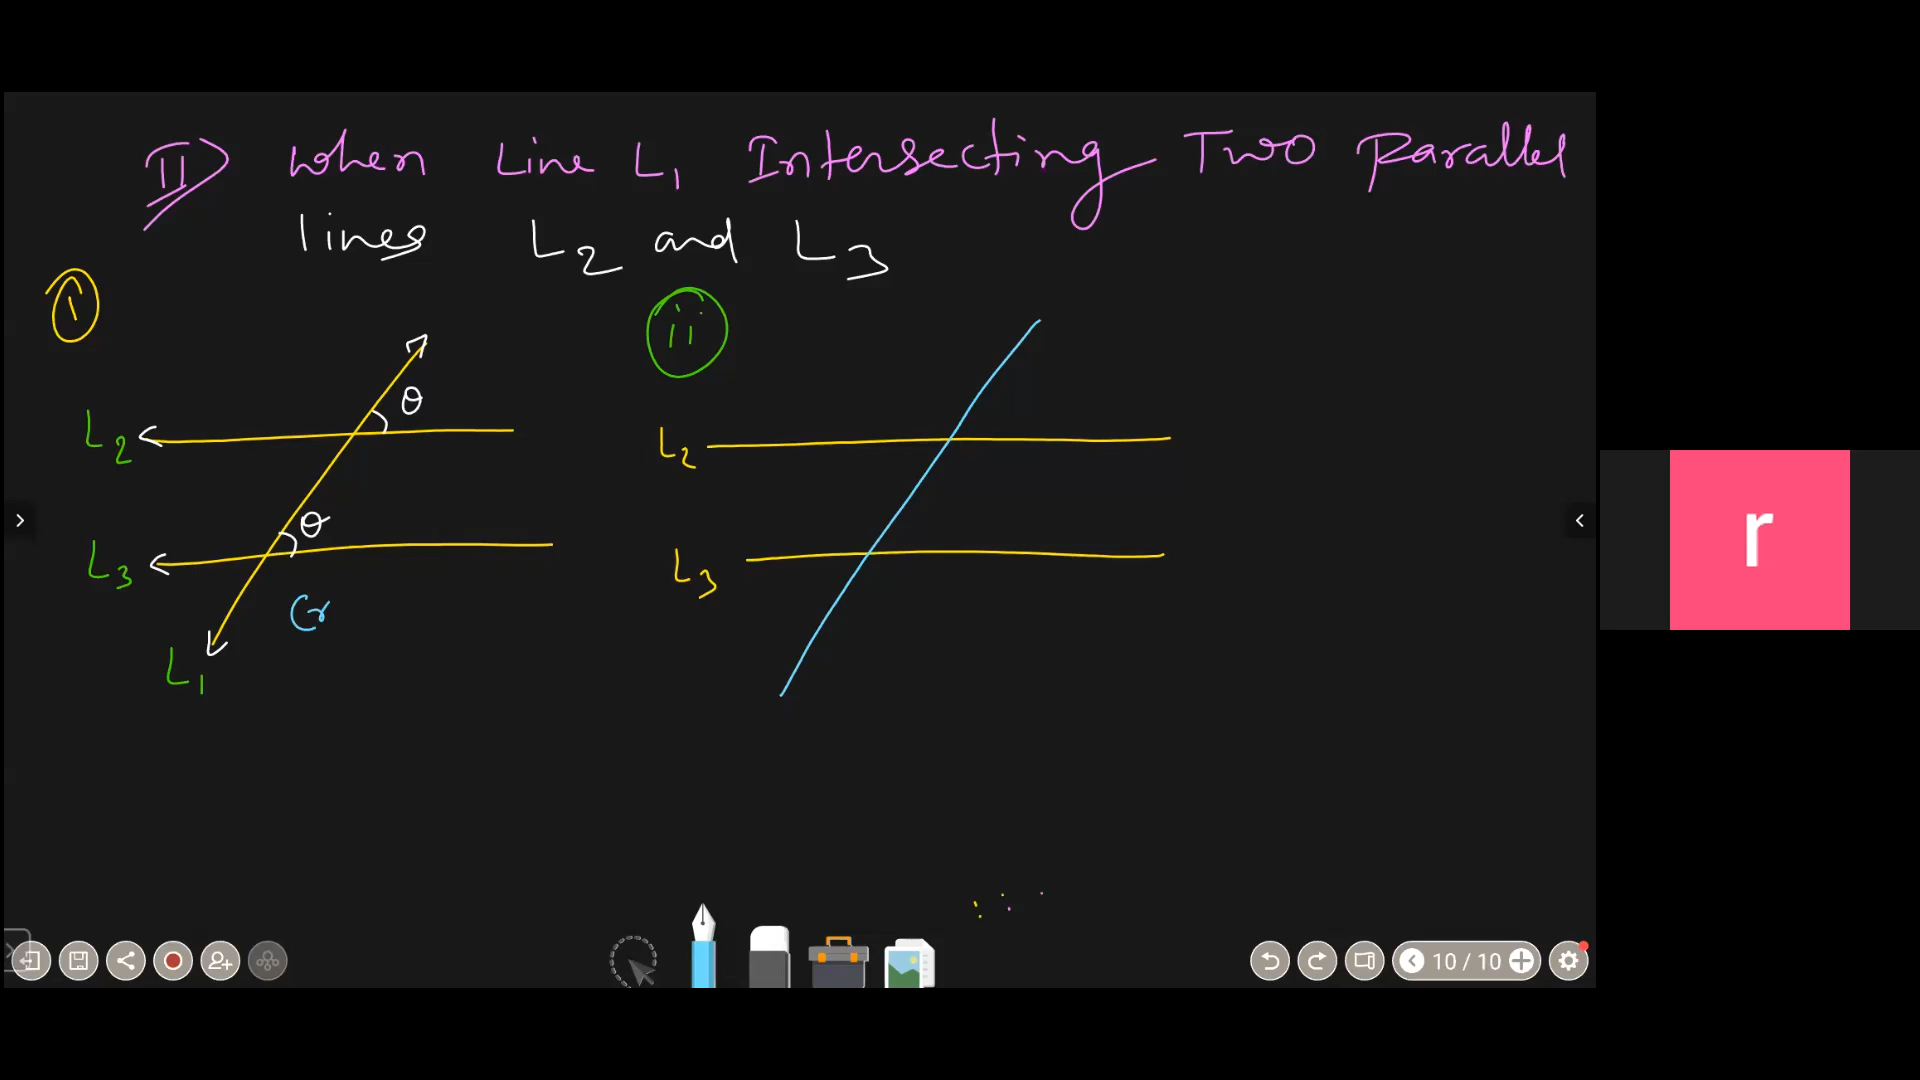 II) When Line L1 Intersecting Two Parallel
lines L2 and L3
i
ii
θ
L2
L2
θ
L3
L3
L1
r
10 / 10